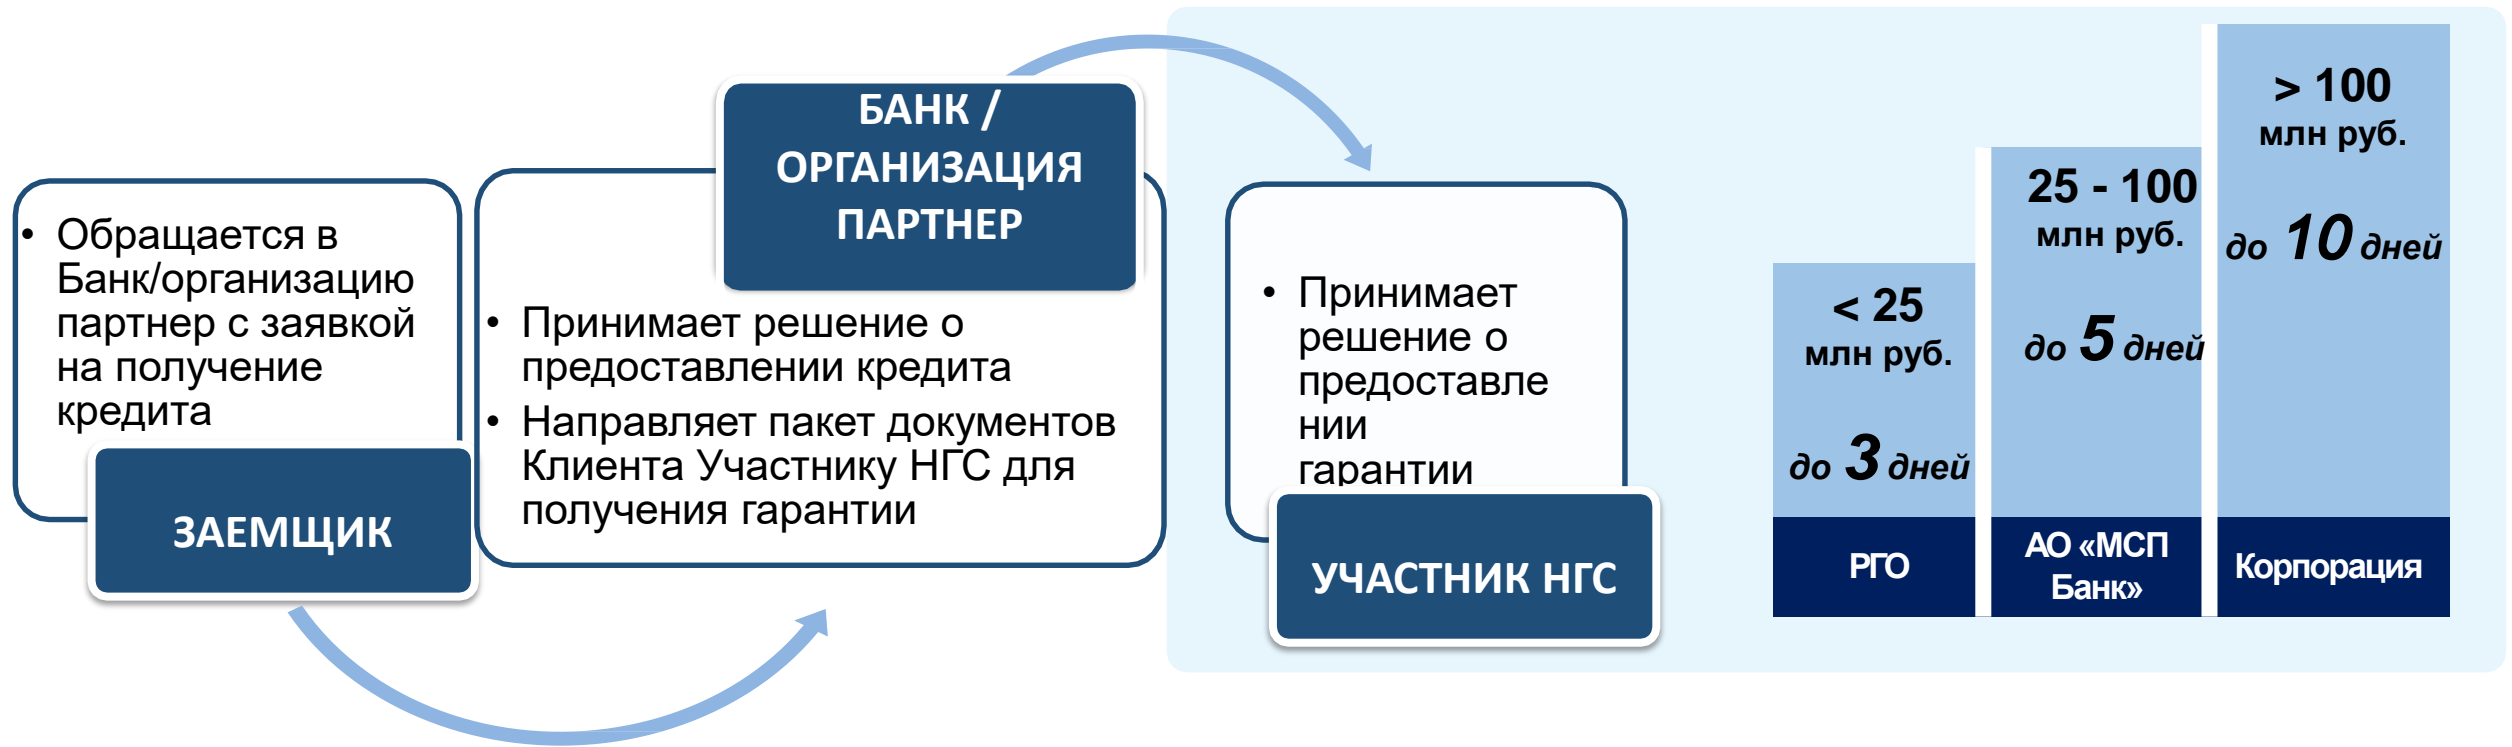 • Обращается в
Банк/организацию
партнер с заявкой
на получение
кредита
ЗАЕМЩИК
БАНК /
ОРГАНИЗАЦИЯ
ПАРТНЕР
• Принимает решение о
предоставлении кредита
• Направляет пакет документов
Клиента Участнику НГС для
получения гарантии
• Принимает
решение о
предоставле
нии
гарантии
УЧАСТНИК НГС
< 25
млн руб.
до 3 дней
РГО
25 - 100
млн руб.
до 5 дней
АО «МСП
Банк»
> 100
млн руб.
до 10 дней
Корпорация